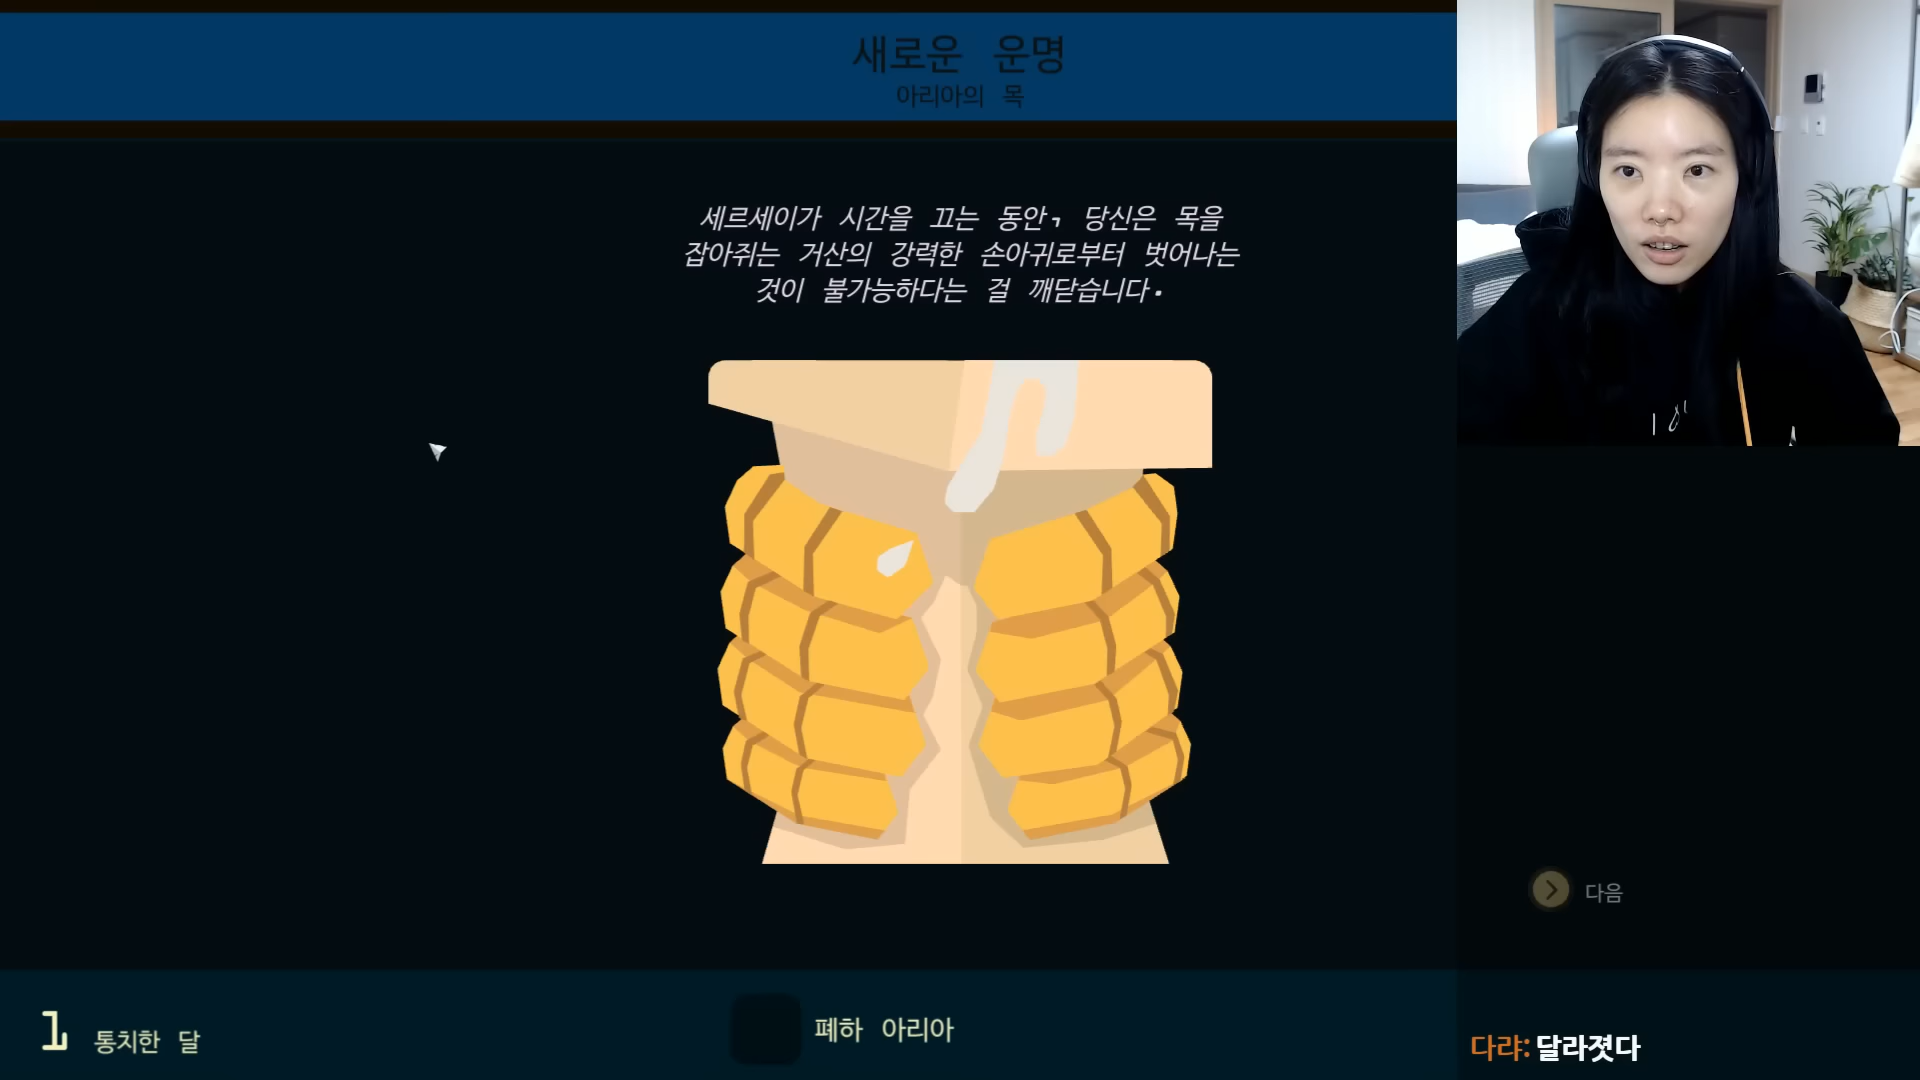 새로운 운명
아리아의 목
세르세이가 시간을 끄는 동안, 당신은 목을
잡아쥐는 거산의 강력한 손아귀로부터 벗어나는
것이 불가능하다는 걸 깨닫습니다.
다음
1 통치한 달
폐하 아리아
다랴: 달라졋다